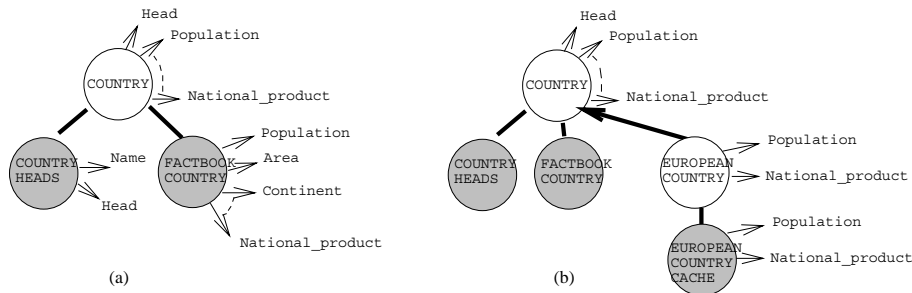 Head
Population
COUNTRY
National_product
COUNTRY
HEADS
Name
Head
FACTBOOK
COUNTRY
Population
Area
Continent
National_product
(a)
Head
Population
COUNTRY
National_product
COUNTRY
HEADS
FACTBOOK
COUNTRY
EUROPEAN
COUNTRY
Population
National_product
EUROPEAN
COUNTRY
CACHE
Population
National_product
(b)